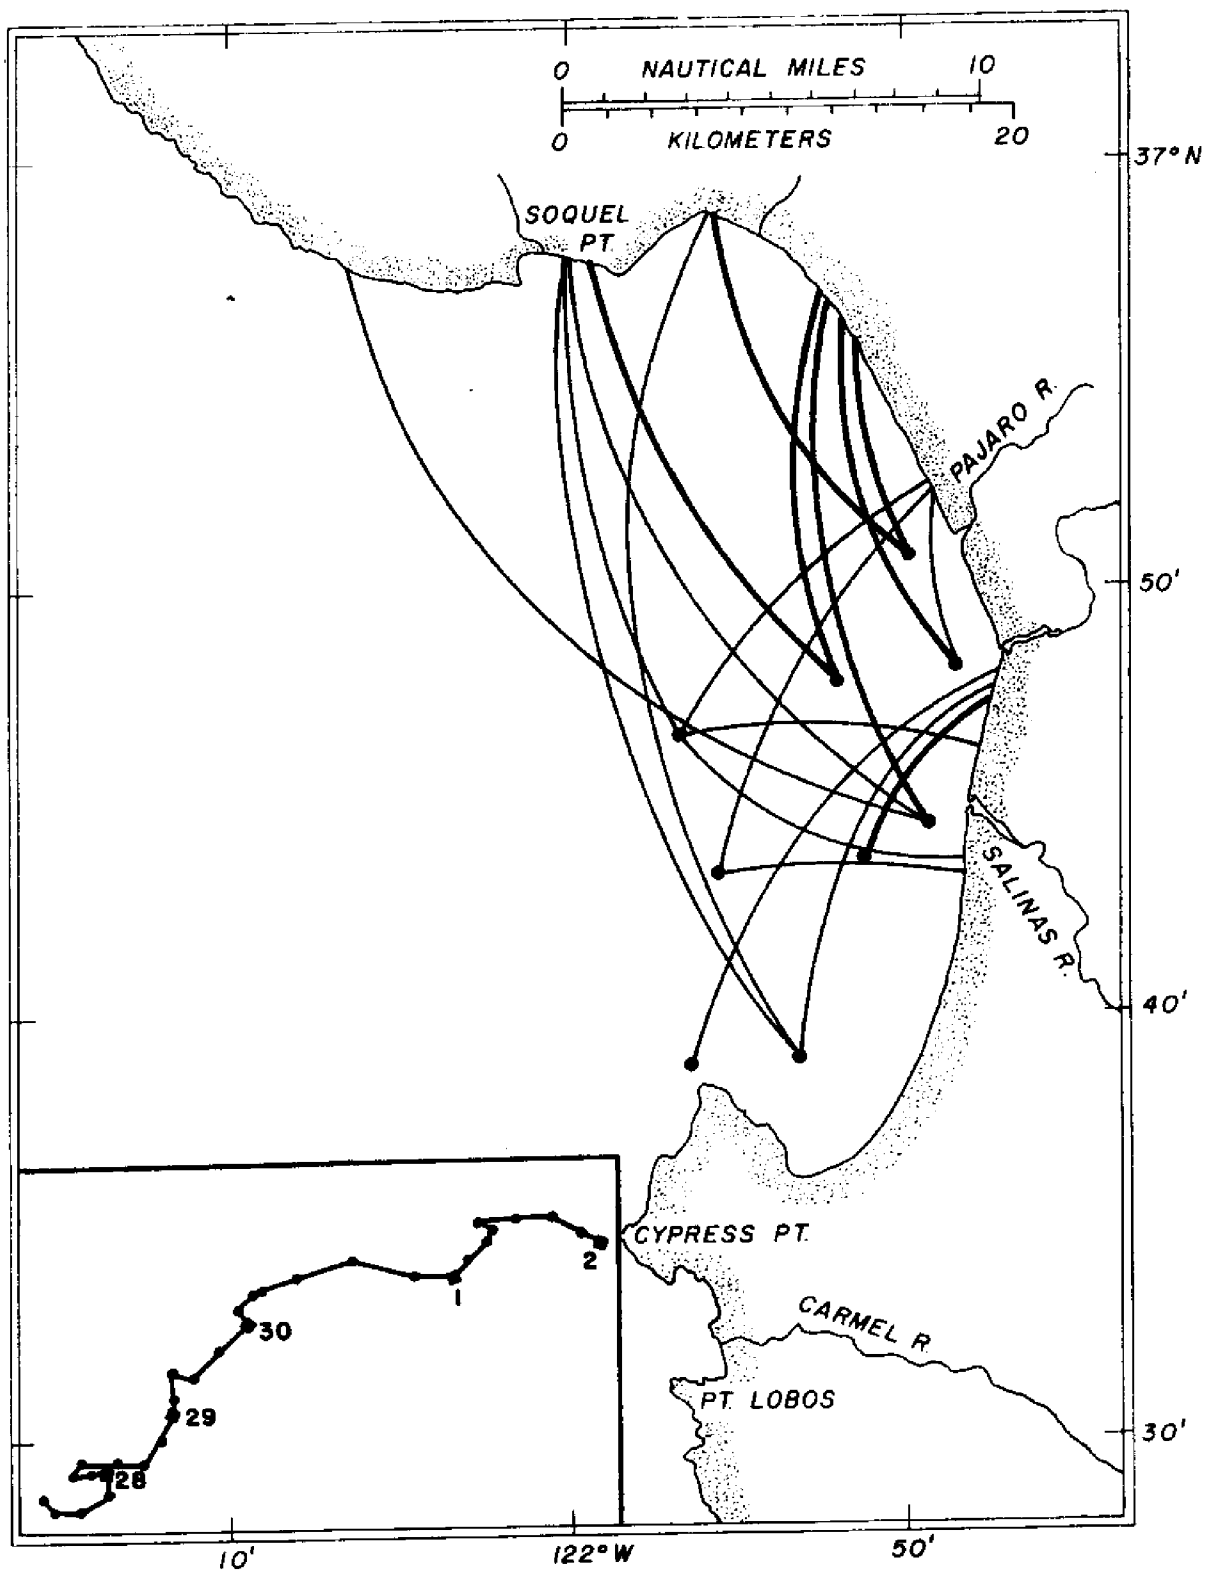 0 NAUTICAL MILES 10
0 KILOMETERS 20
37° N
SOQUEL
PT.
PAJARO R.
50'
SALINAS R.
40'
CYPRESS PT.
2
1
30
CARMEL R.
PT. LOBOS
29
30'
28
10' 122° W 50'